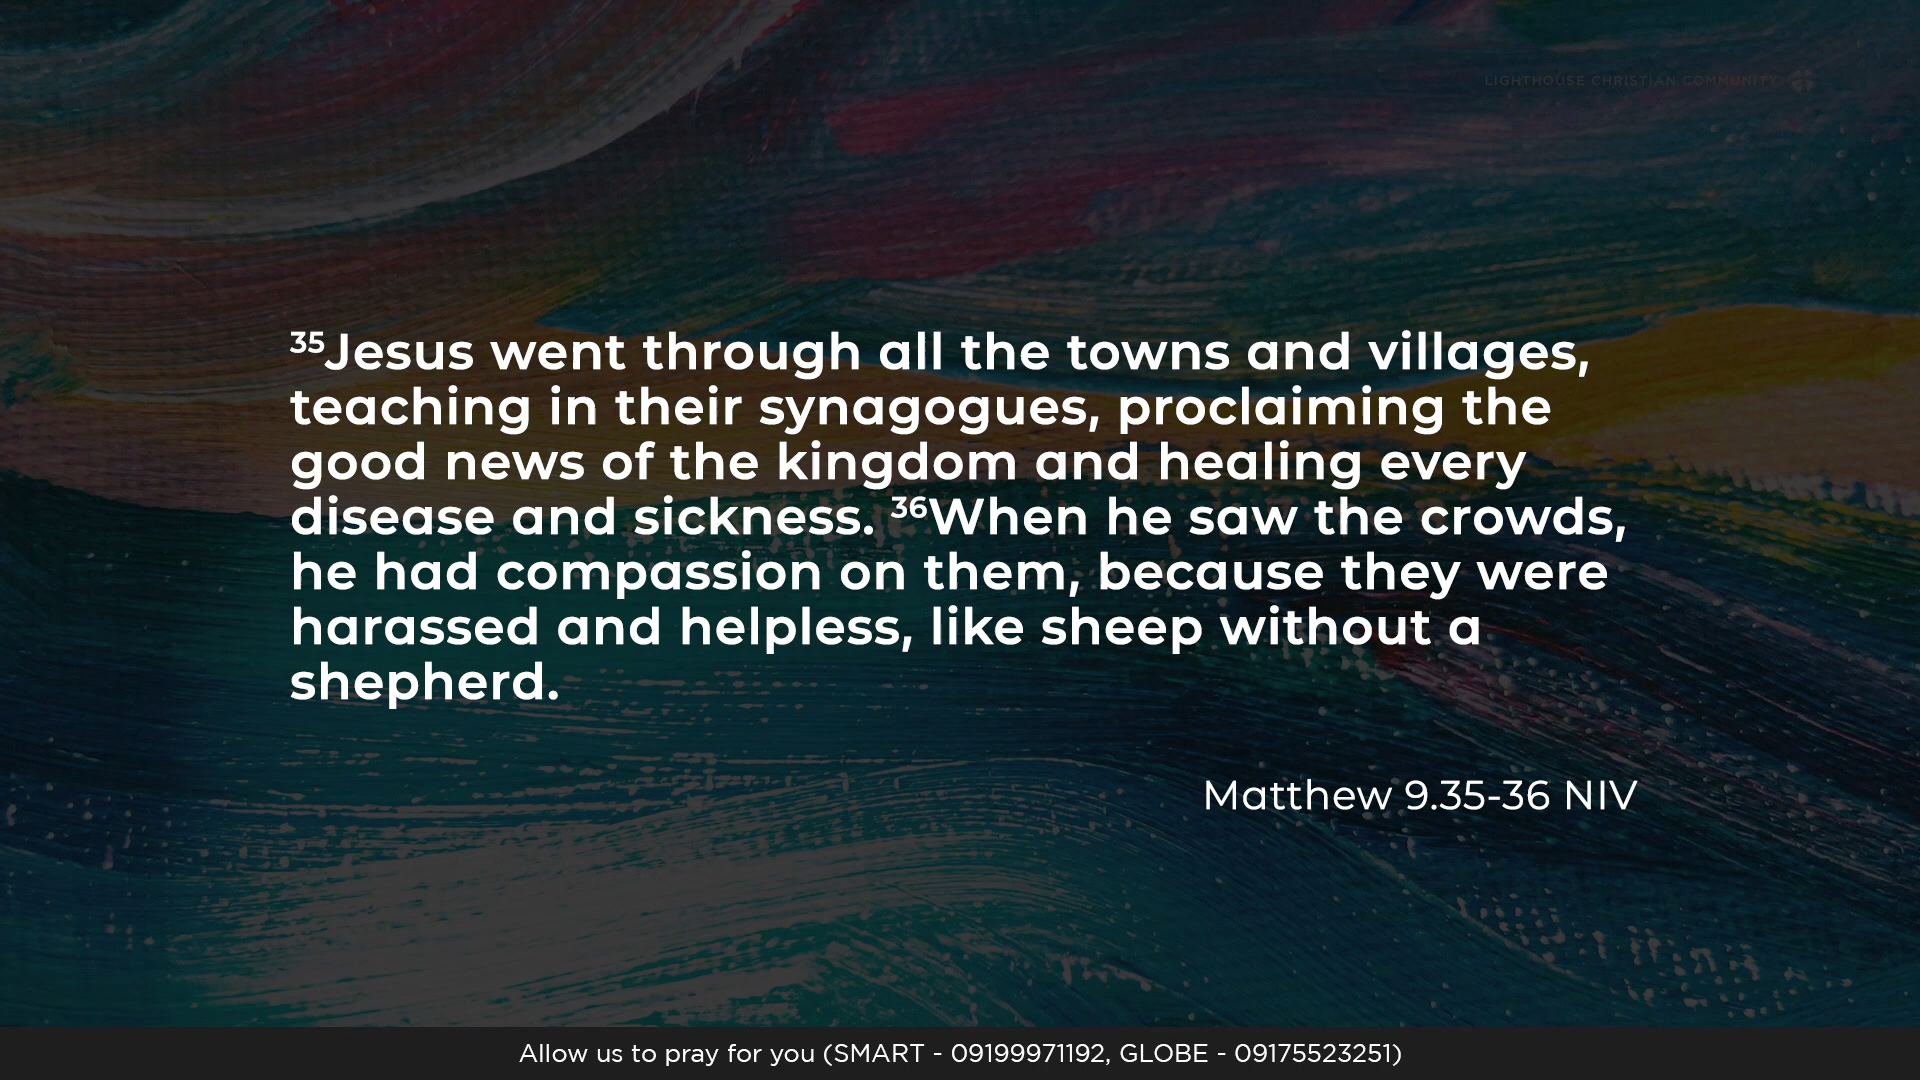 LIGHTHOUSE CHRISTIAN COMMUNITY
³⁵Jesus went through all the towns and villages,
teaching in their synagogues, proclaiming the
good news of the kingdom and healing every
disease and sickness. ³⁶When he saw the crowds,
he had compassion on them, because they were
harassed and helpless, like sheep without a
shepherd.
Matthew 9.35-36 NIV
Allow us to pray for you (SMART - 09199971192, GLOBE - 09175523251)